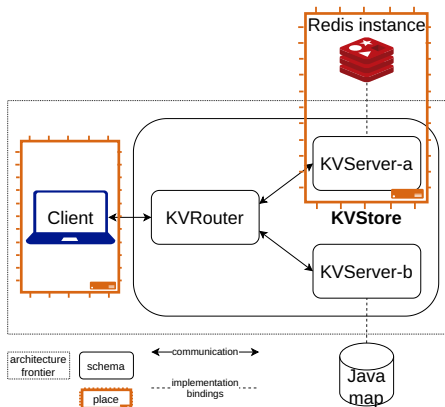 Redis instance
KVServer-a
Client
KVRouter
KVStore
KVServer-b
architecture
frontier
schema
communication
place
implementation
bindings
Java
map